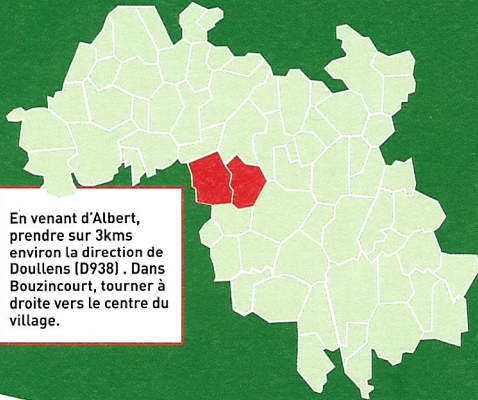 En venant d'Albert,
prendre sur 3kms
environ la direction de
Doullens (D938) . Dans
Bouzincourt, tourner à
droite vers le centre du
village.